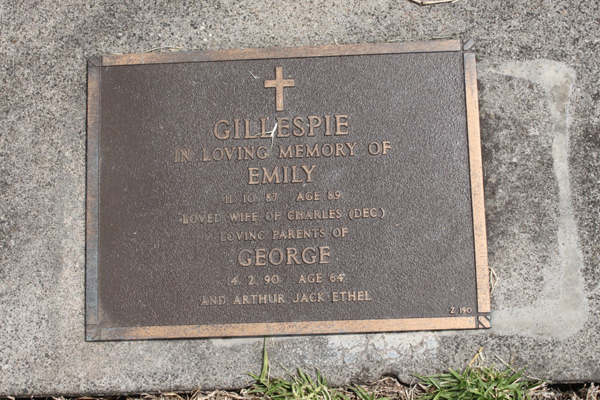 GILLESPIE
IN LOVING MEMORY OF
EMILY
11. 10. 87 AGE 89
LOVED WIFE OF CHARLES (DEC.)
LOVING PARENTS OF
GEORGE
4. 2. 90 AGE 64
AND ARTHUR JACK ETHEL
Z 190